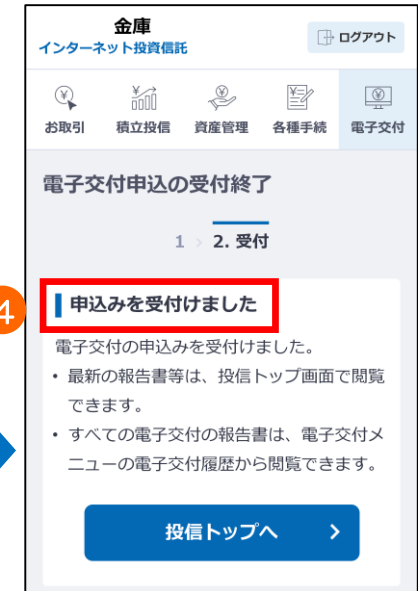 金庫
インターネット投資信託
ログアウト
お取引 積立投信 資産管理 各種手続 電子交付
電子交付申込の受付終了
1 > 2. 受付
4
申込みを受付けました
電子交付の申込みを受付けました。
• 最新の報告書等は、投信トップ画面で閲覧
できます。
• すべての電子交付の報告書は、電子交付メ
ニューの電子交付履歴から閲覧できます。
投信トップへ >